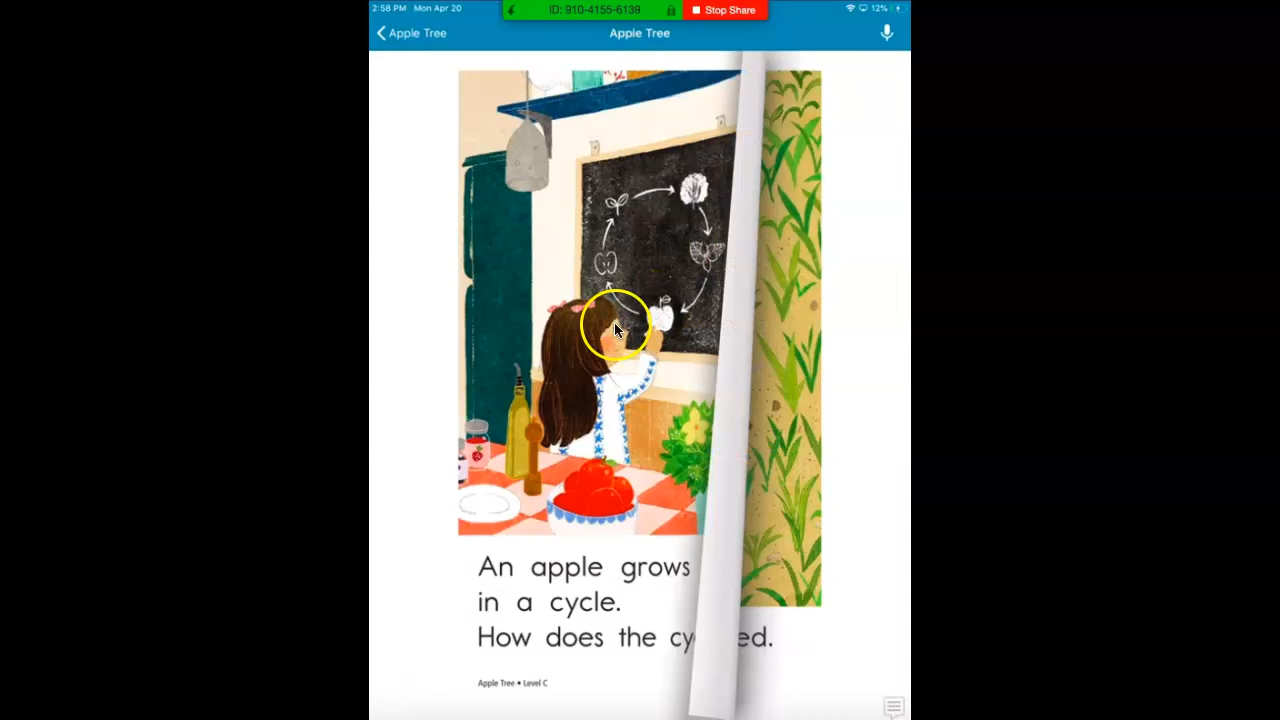 2:58 PM Mon Apr 20
ID: 910-4155-6139
Stop Share
12%
Apple Tree
Apple Tree
An apple grows
in a cycle.
How does the cy
ed.
Apple Tree • Level C